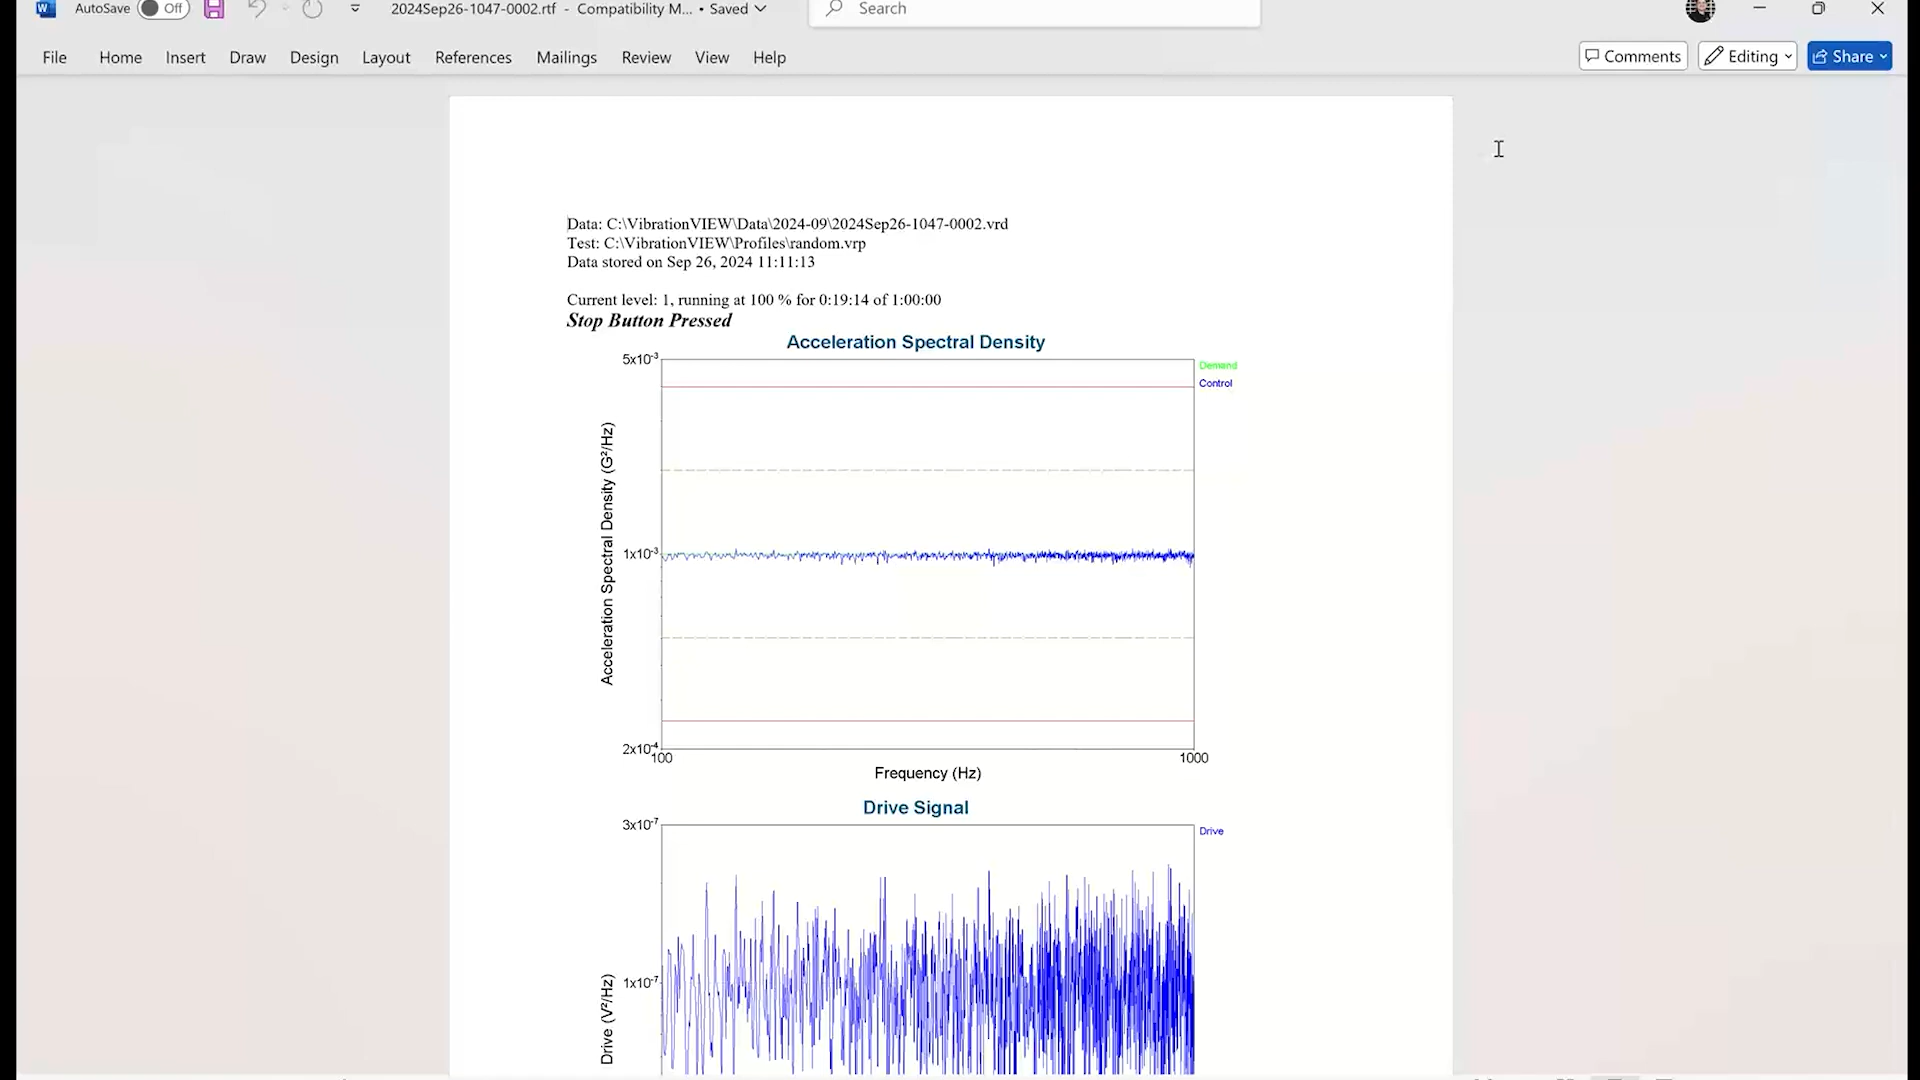 AutoSave Off 2024Sep26-1047-0002.rtf - Compatibility M... • Saved Search
File Home Insert Draw Design Layout References Mailings Review View Help Comments Editing Share
Data: C:\VibrationVIEW\Data\2024-09\2024Sep26-1047-0002.vrd
Test: C:\VibrationVIEW\Profiles\random.vrp
Data stored on Sep 26, 2024 11:11:13
Current level: 1, running at 100 % for 0:19:14 of 1:00:00
Stop Button Pressed
Acceleration Spectral Density
5x10⁻³
Demand
Control
Acceleration Spectral Density (G²/Hz)
1x10⁻³
2x10⁻⁴
100 1000
Frequency (Hz)
Drive Signal
3x10⁻⁷
Drive
1x10⁻⁷
Drive (V²/Hz)